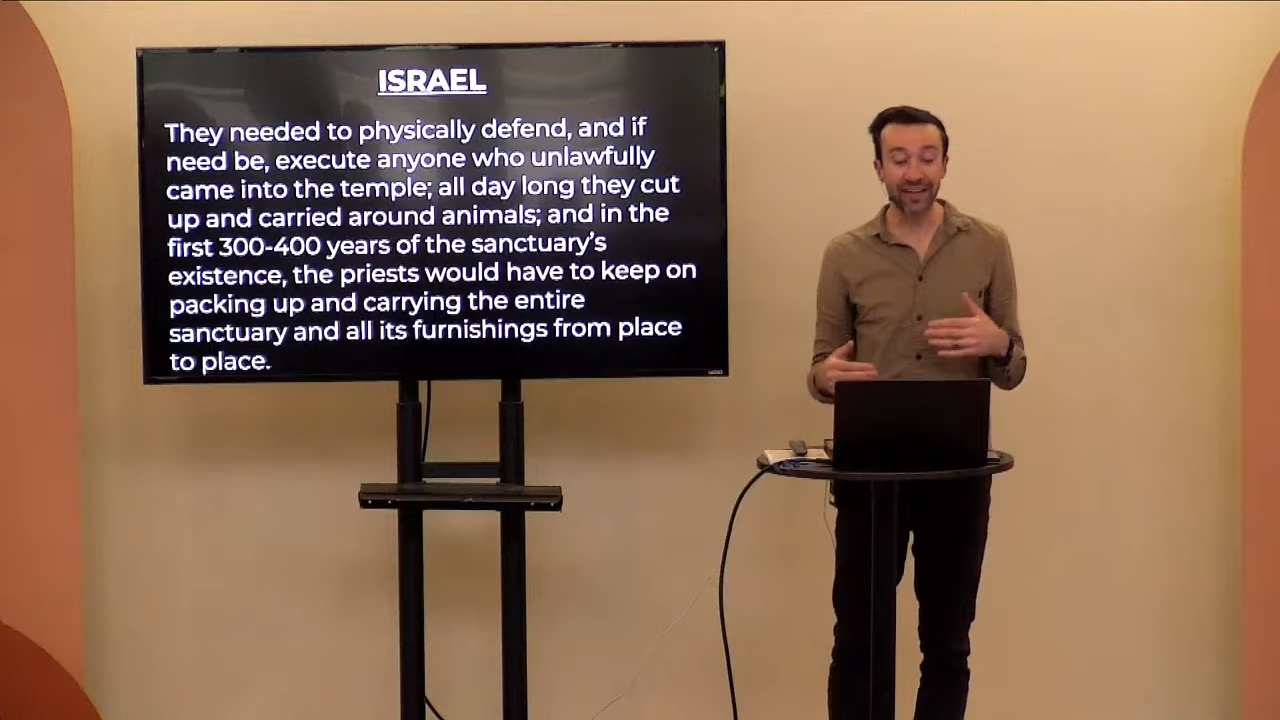 ISRAEL
They needed to physically defend, and if
need be, execute anyone who unlawfully
came into the temple; all day long they cut
up and carried around animals; and in the
first 300-400 years of the sanctuary's
existence, the priests would have to keep on
packing up and carrying the entire
sanctuary and all its furnishings from place
to place.